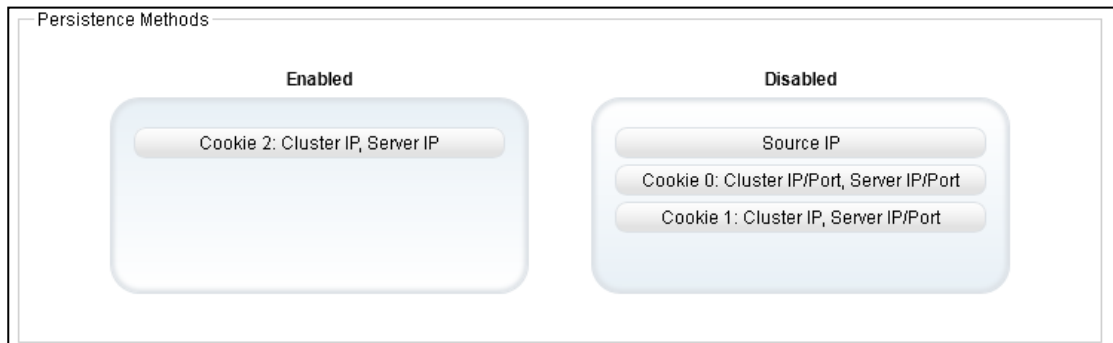 Persistence Methods
Enabled
Disabled
Cookie 2: Cluster IP, Server IP
Source IP
Cookie 0: Cluster IP/Port, Server IP/Port
Cookie 1: Cluster IP, Server IP/Port